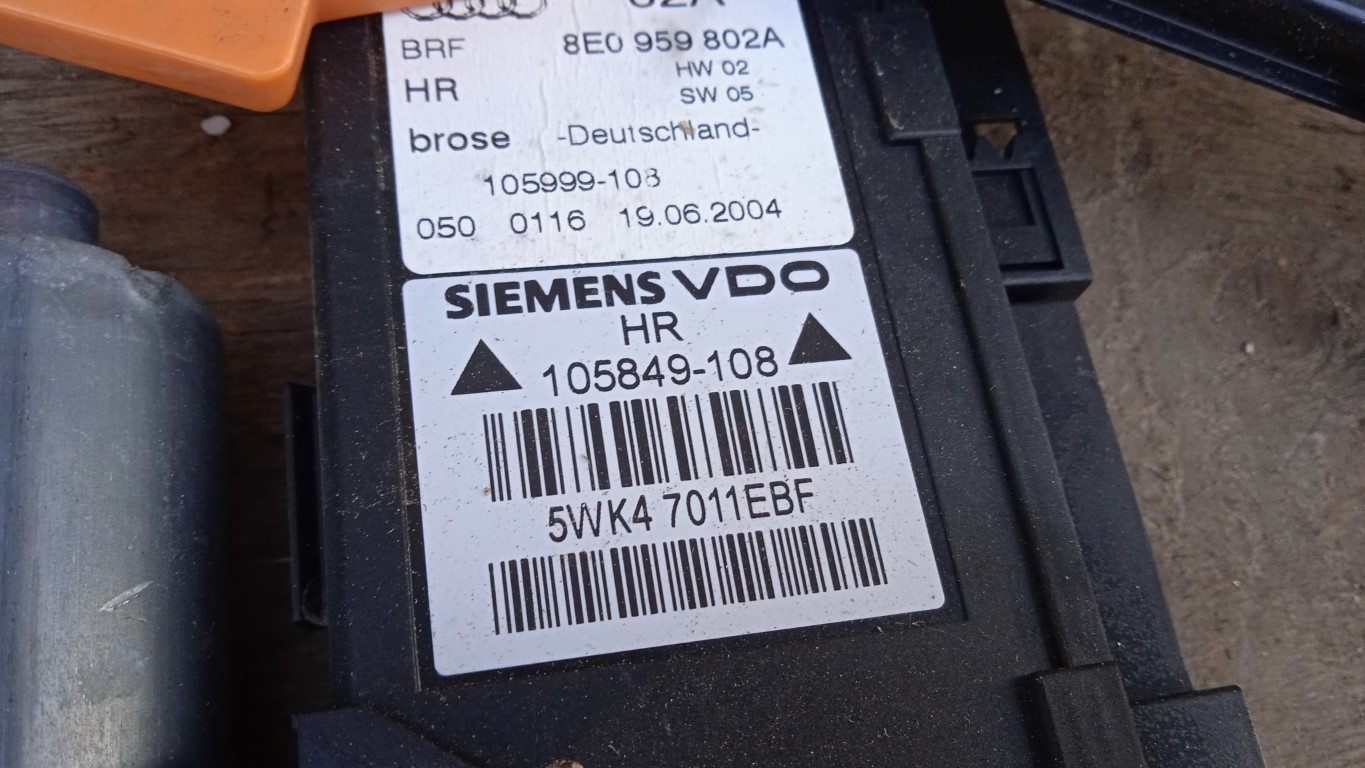 02A
BRF 8E0 959 802A
HR HW 02
SW 05
brose -Deutschland-
105999-108
050 0116 19.06.2004
SIEMENS VDO
HR
105849-108
5WK4 7011EBF